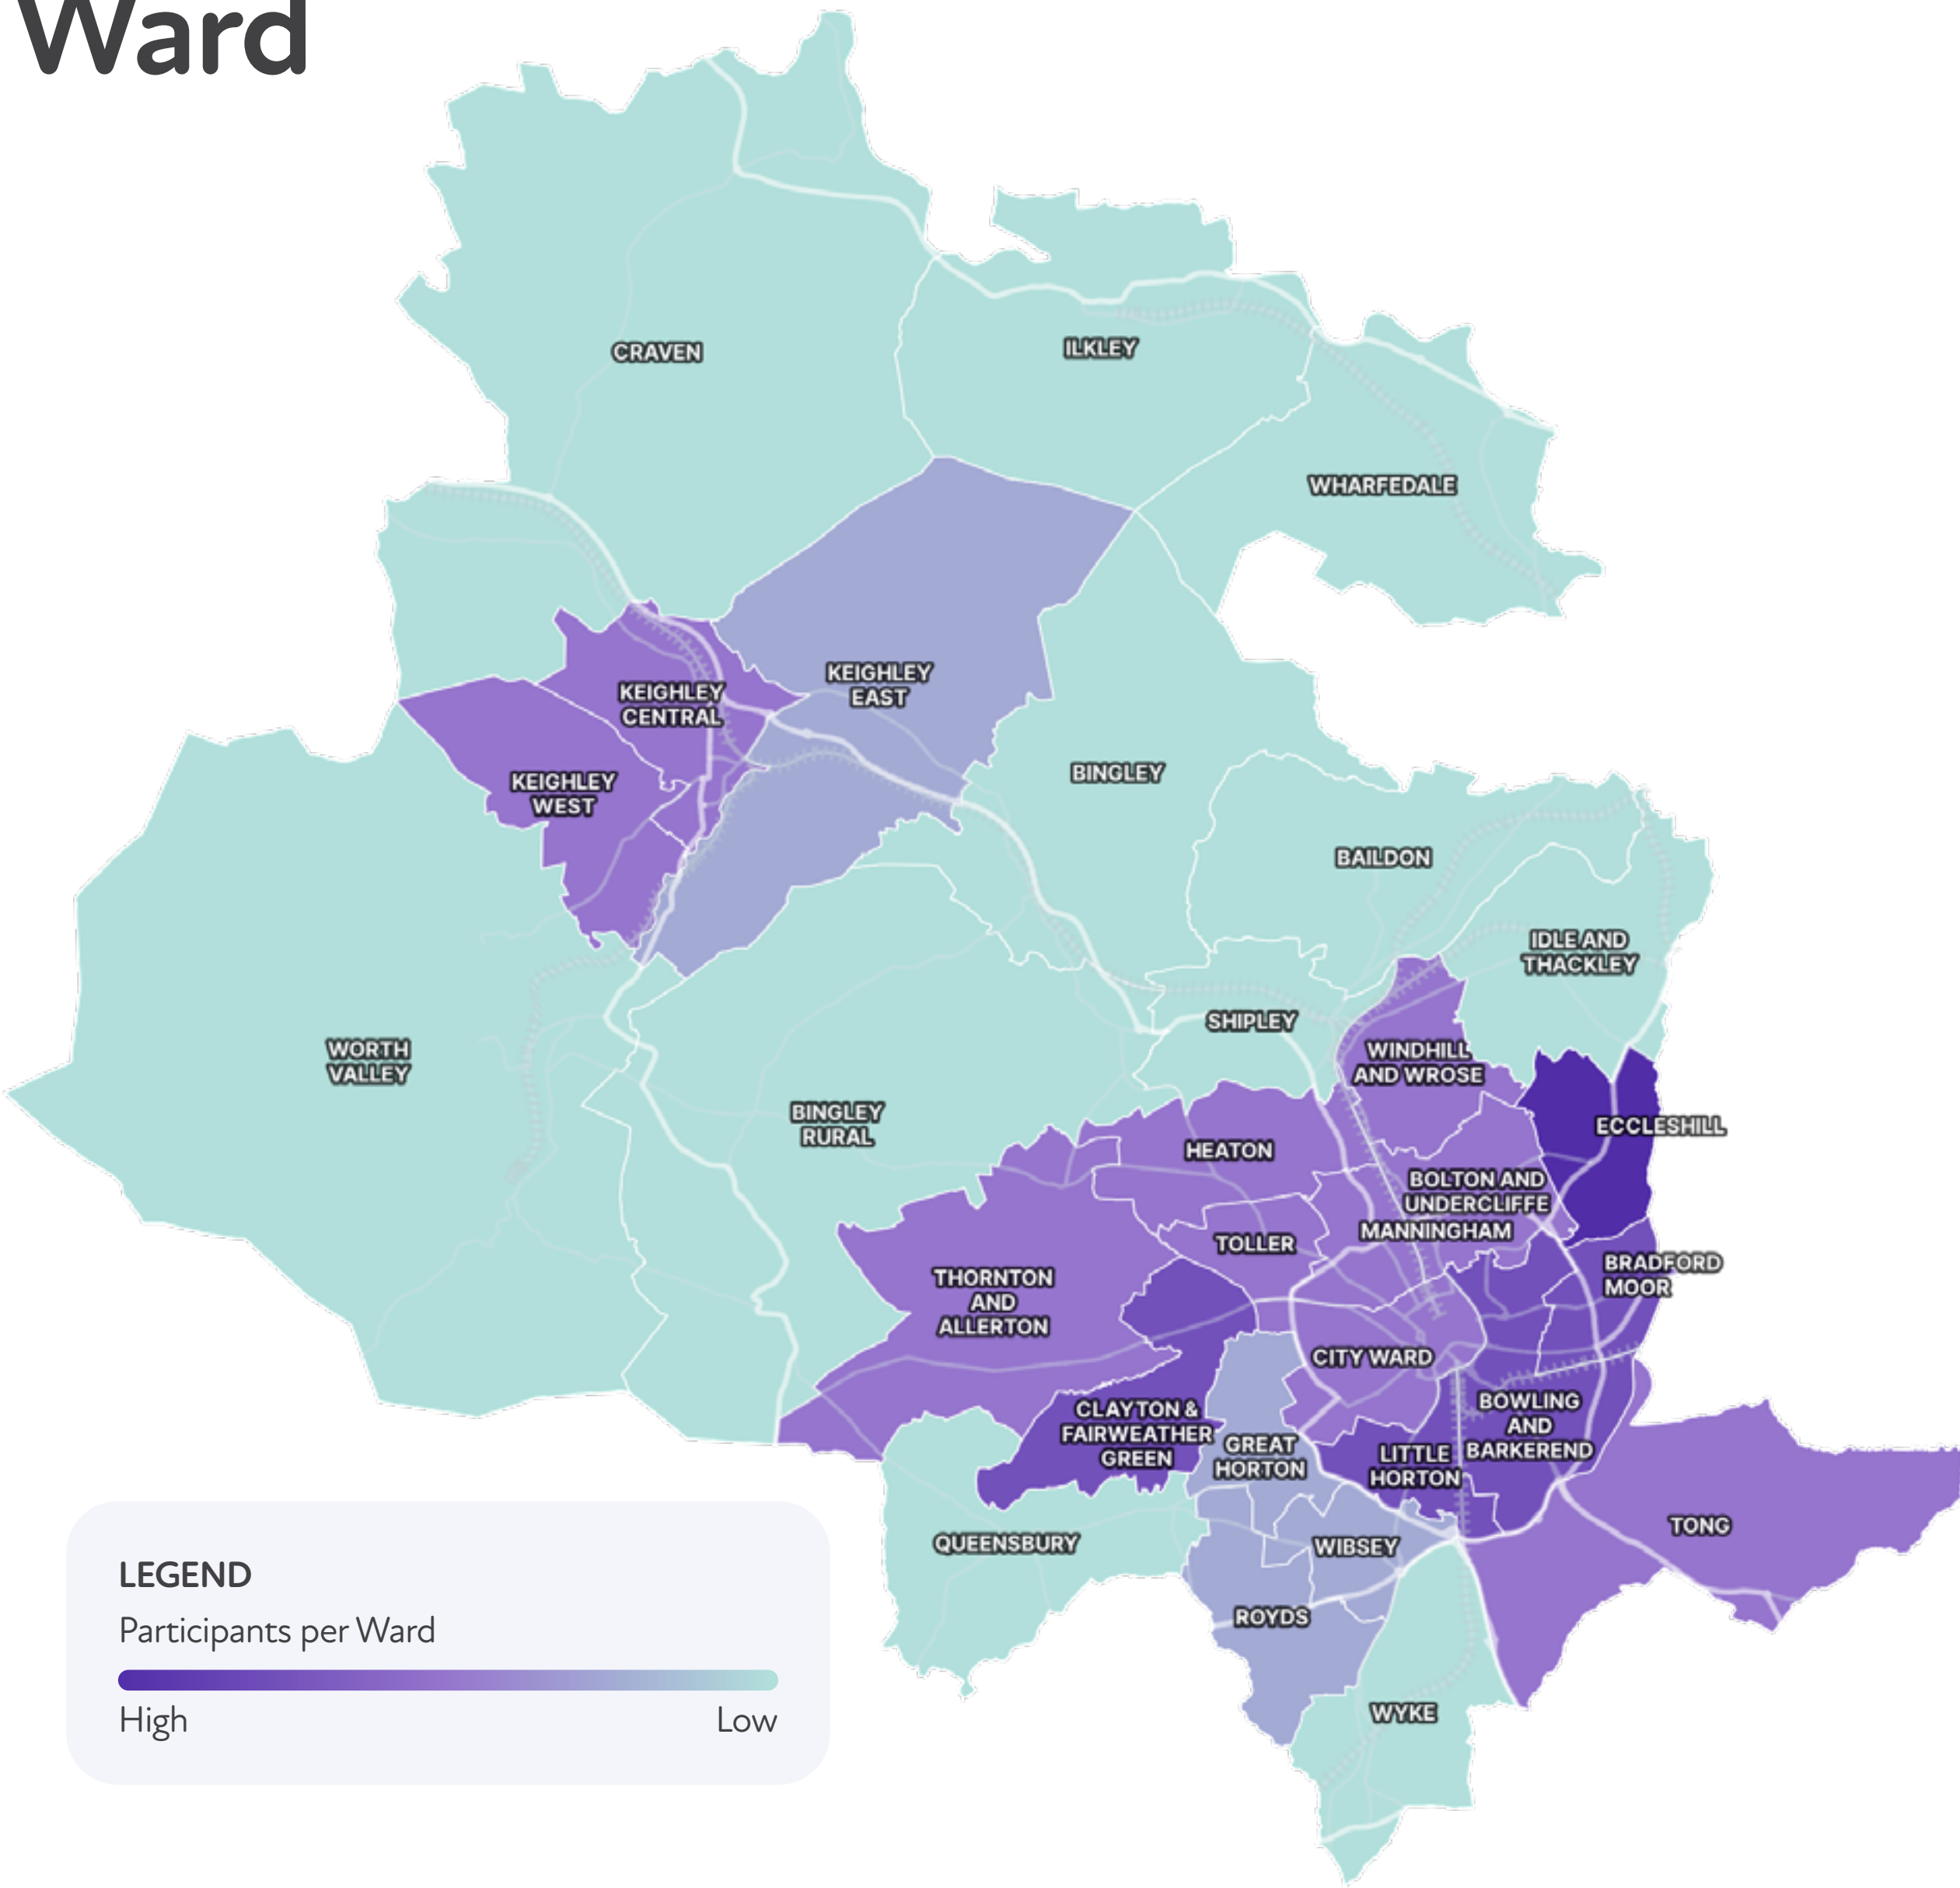 Ward
CRAVEN
ILKLEY
WHARFEDALE
KEIGHLEY
EAST
KEIGHLEY
CENTRAL
KEIGHLEY
WEST
BINGLEY
BAILDON
IDLE AND
THACKLEY
SHIPLEY
WORTH
VALLEY
WINDHILL
AND WROSE
BINGLEY
RURAL
ECCLESHILL
HEATON
BOLTON AND
UNDERCLIFFE
MANNINGHAM
TOLLER
BRADFORD
MOOR
THORNTON
AND
ALLERTON
CITY WARD
CLAYTON &
FAIRWEATHER
GREEN
GREAT
HORTON
LITTLE
HORTON
BOWLING
AND
BARKEREND
TONG
QUEENSBURY
WIBSEY
ROYDS
WYKE
LEGEND
Participants per Ward
High
Low